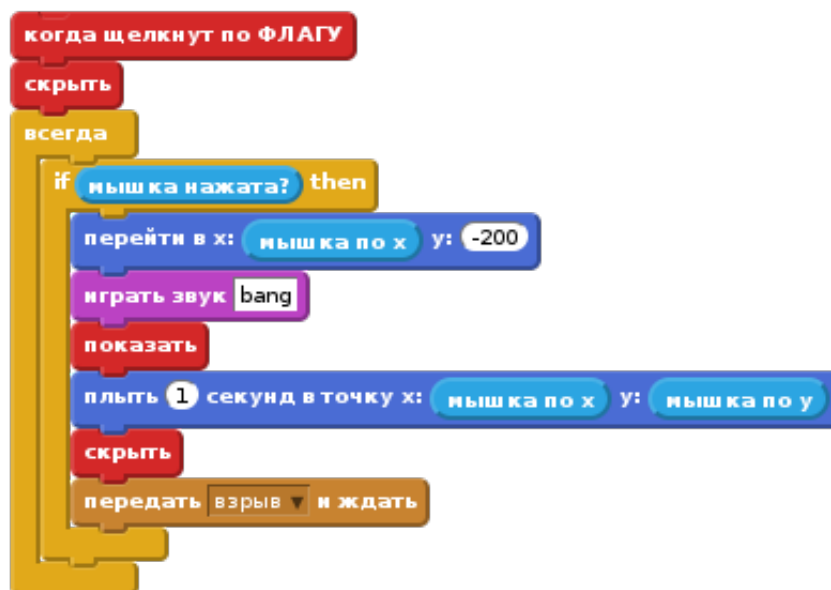 когда щелкнут по ФЛАГУ
скрыть
всегда
if мышка нажата? then
перейти в x: мышка по x y: -200
играть звук bang
показать
плыть 1 секунд в точку x: мышка по x y: мышка по y
скрыть
передать взрыв и ждать